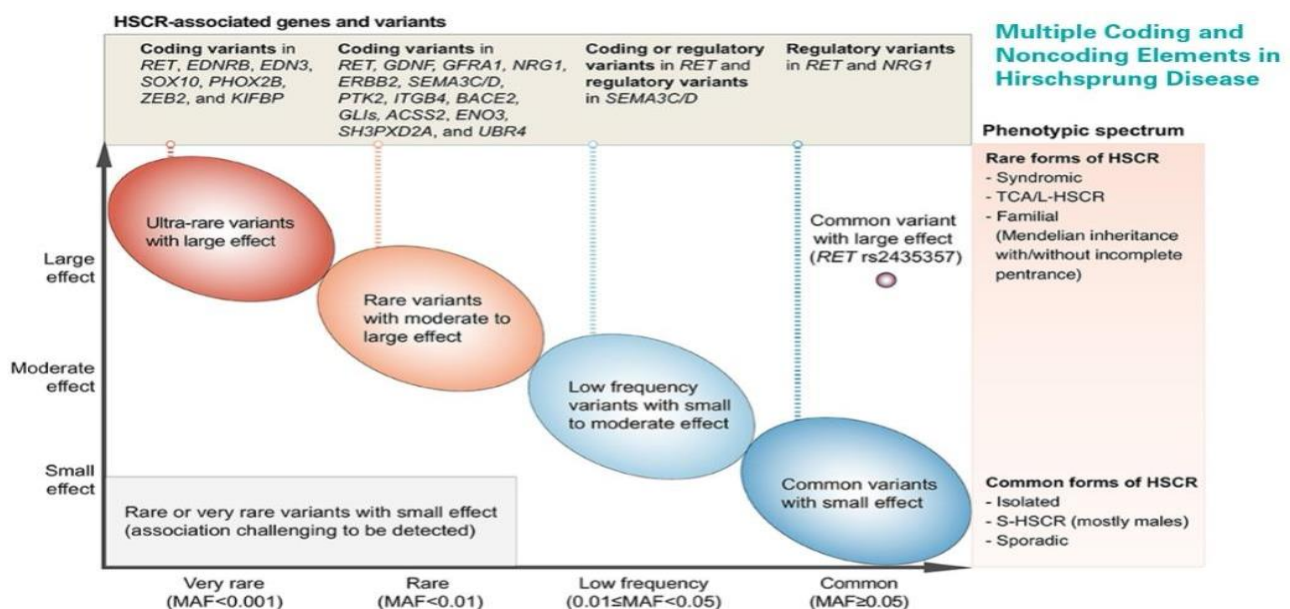 HSCR-associated genes and variants
Coding variants in
RET, EDNRB, EDN3,
SOX10, PHOX2B,
ZEB2, and KIFBP
Coding variants in
RET, GDNF, GFRA1, NRG1,
ERBB2, SEMA3C/D,
PTK2, ITGB4, BACE2,
GLIs, ACSS2, ENO3,
SH3PXD2A, and UBR4
Coding or regulatory
variants in RET and
regulatory variants
in SEMA3C/D
Regulatory variants
in RET and NRG1
Multiple Coding and
Noncoding Elements in
Hirschsprung Disease
Phenotypic spectrum
Rare forms of HSCR
- Syndromic
- TCA/L-HSCR
- Familial
(Mendelian inheritance
with/without incomplete
pentrance)
Common forms of HSCR
- Isolated
- S-HSCR (mostly males)
- Sporadic
Large
effect
Moderate
effect
Small
effect
Ultra-rare variants
with large effect
Rare variants
with moderate to
large effect
Low frequency
variants with small
to moderate effect
Common variants
with small effect
Common variant
with large effect
(RET rs2435357)
Rare or very rare variants with small effect
(association challenging to be detected)
Very rare
(MAF<0.001)
Rare
(MAF<0.01)
Low frequency
(0.01≤MAF<0.05)
Common
(MAF≥0.05)